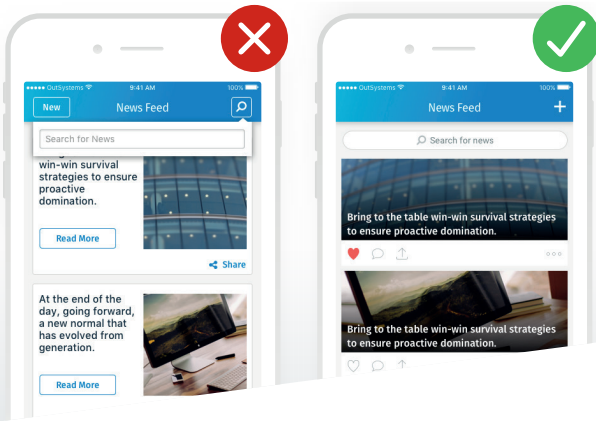 OutSystems 9:41 AM 100%
New News Feed
Search for News
win-win survival
strategies to ensure
proactive
domination.
Read More
Share
At the end of the
day, going forward,
a new normal that
has evolved from
generation.
Read More
OutSystems 9:41 AM 100%
News Feed
Search for news
Bring to the table win-win survival strategies
to ensure proactive domination.
Bring to the table win-win survival strategies
to ensure proactive domination.